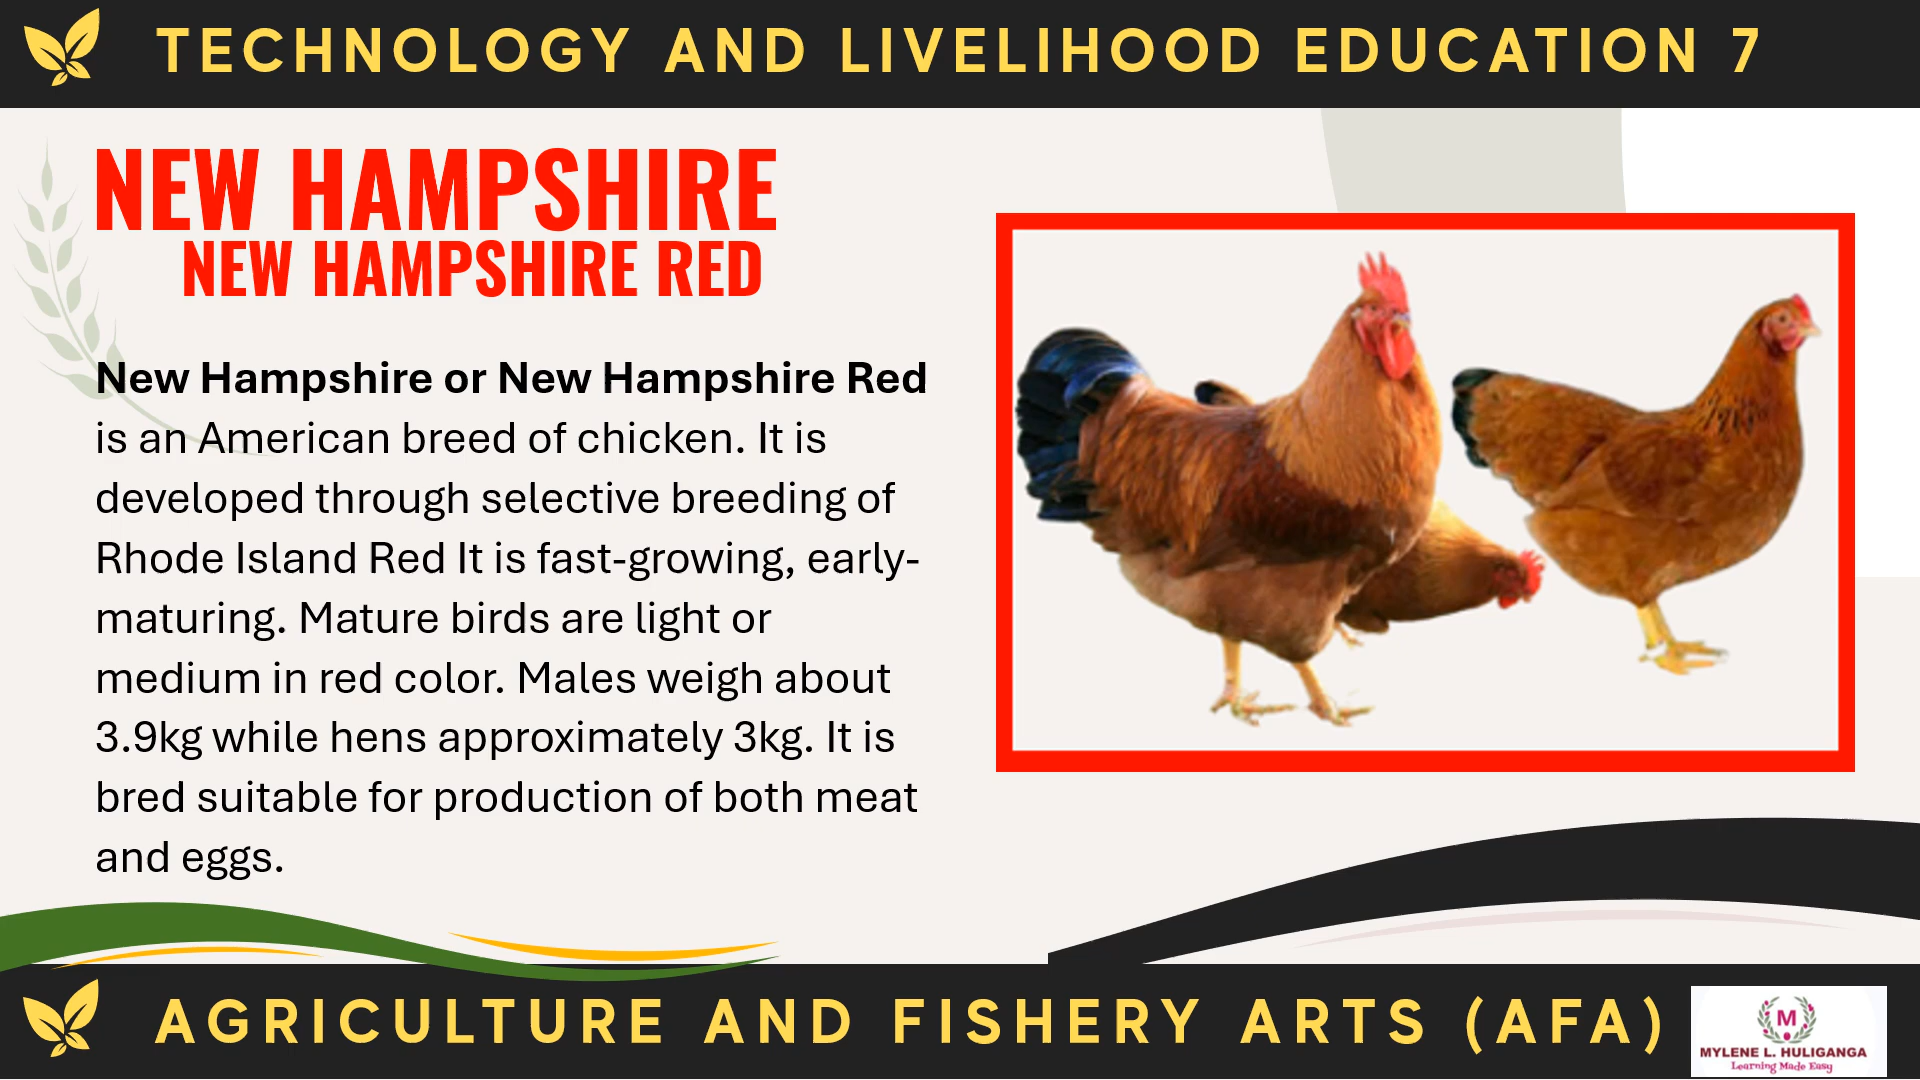 TECHNOLOGY AND LIVELIHOOD EDUCATION 7
NEW HAMPSHIRE
NEW HAMPSHIRE RED
New Hampshire or New Hampshire Red
is an American breed of chicken. It is
developed through selective breeding of
Rhode Island Red It is fast-growing, early-
maturing. Mature birds are light or
medium in red color. Males weigh about
3.9kg while hens approximately 3kg. It is
bred suitable for production of both meat
and eggs.
AGRICULTURE AND FISHERY ARTS (AFA)
M
MYLENE L. HULIGANGA
Learning Made Easy